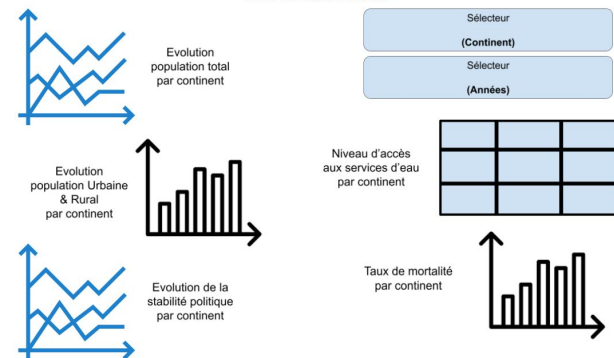 Evolution
population total
par continent
Sélecteur
(Continent)
Sélecteur
(Années)
Evolution
population Urbaine
& Rural
par continent
Niveau d'accès
aux services d'eau
par continent
Evolution de la
stabilité politique
par continent
Taux de mortalité
par continent